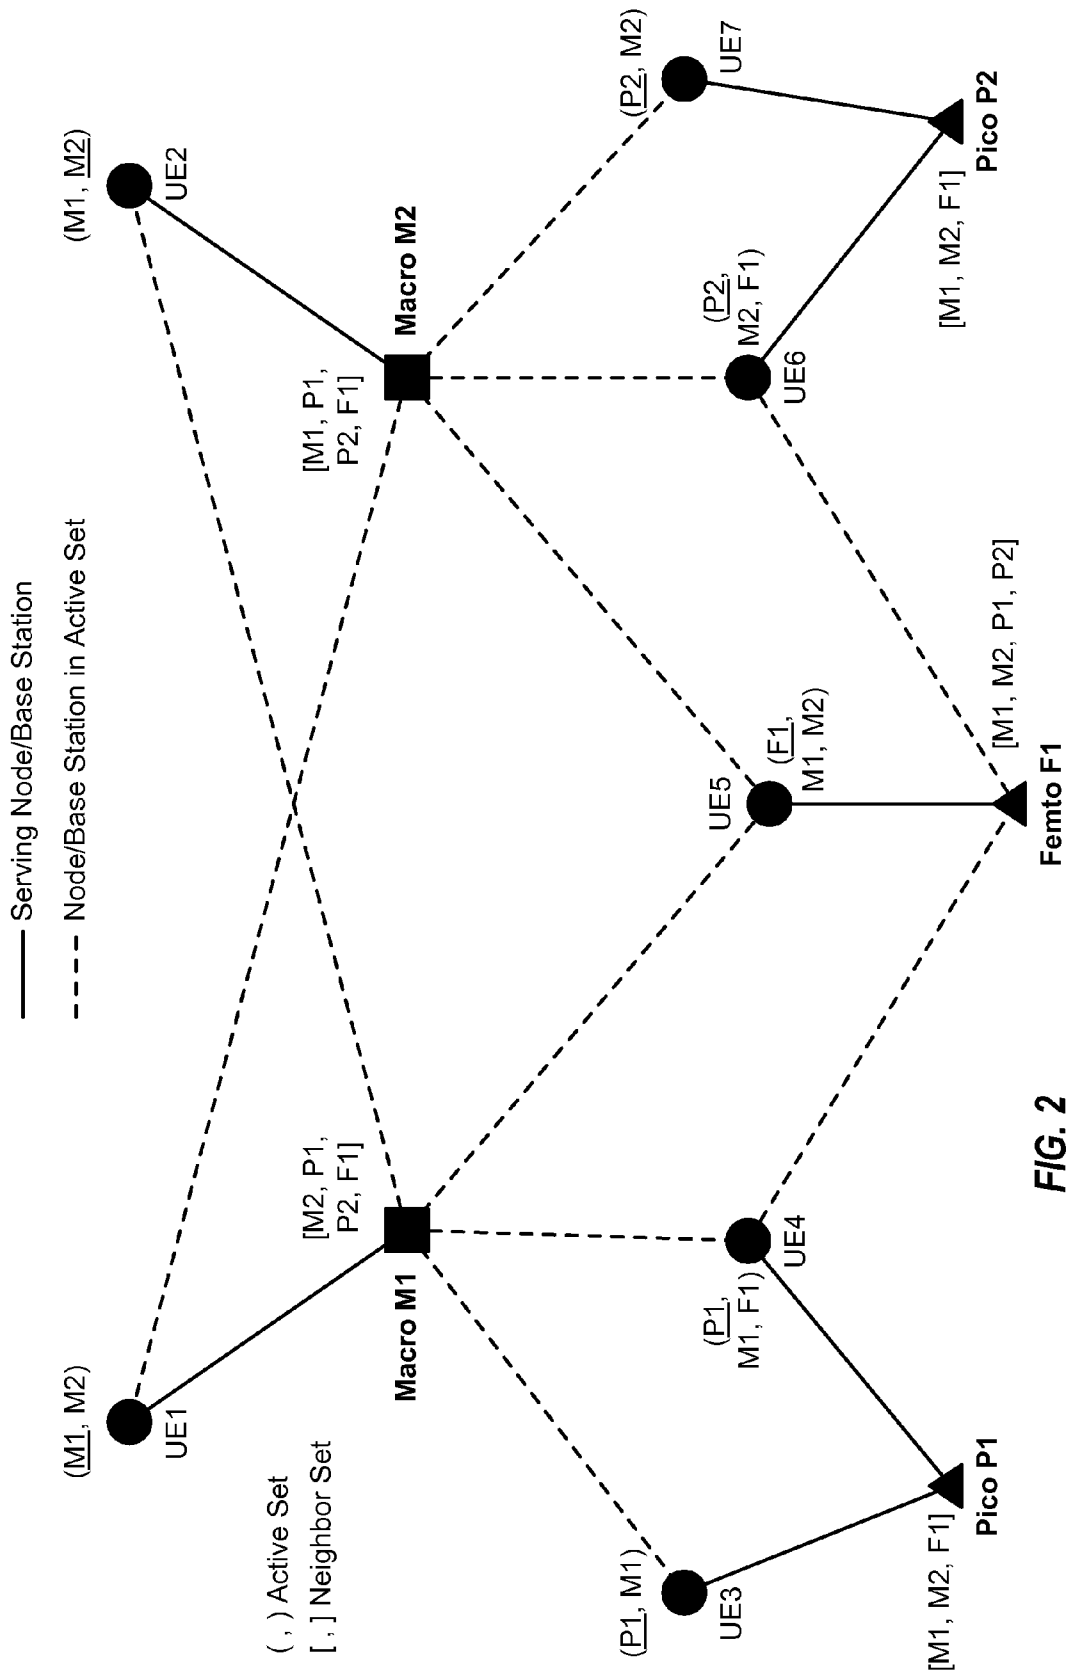 Serving Node/Base Station
Node/Base Station in Active Set
(M1, M2)
UE1
(M1, M2)
UE2
( , ) Active Set
[ , ] Neighbor Set
[M2, P1,
P2, F1]
Macro M1
[M1, P1,
P2, F1]
Macro M2
(P1, M1)
UE3
(P1,
M1, F1)
UE4
UE5
(F1,
M1, M2)
(P2,
M2, F1)
UE6
(P2, M2)
UE7
[M1, M2, F1]
Pico P1
[M1, M2, P1, P2]
Femto F1
[M1, M2, F1]
Pico P2
FIG. 2